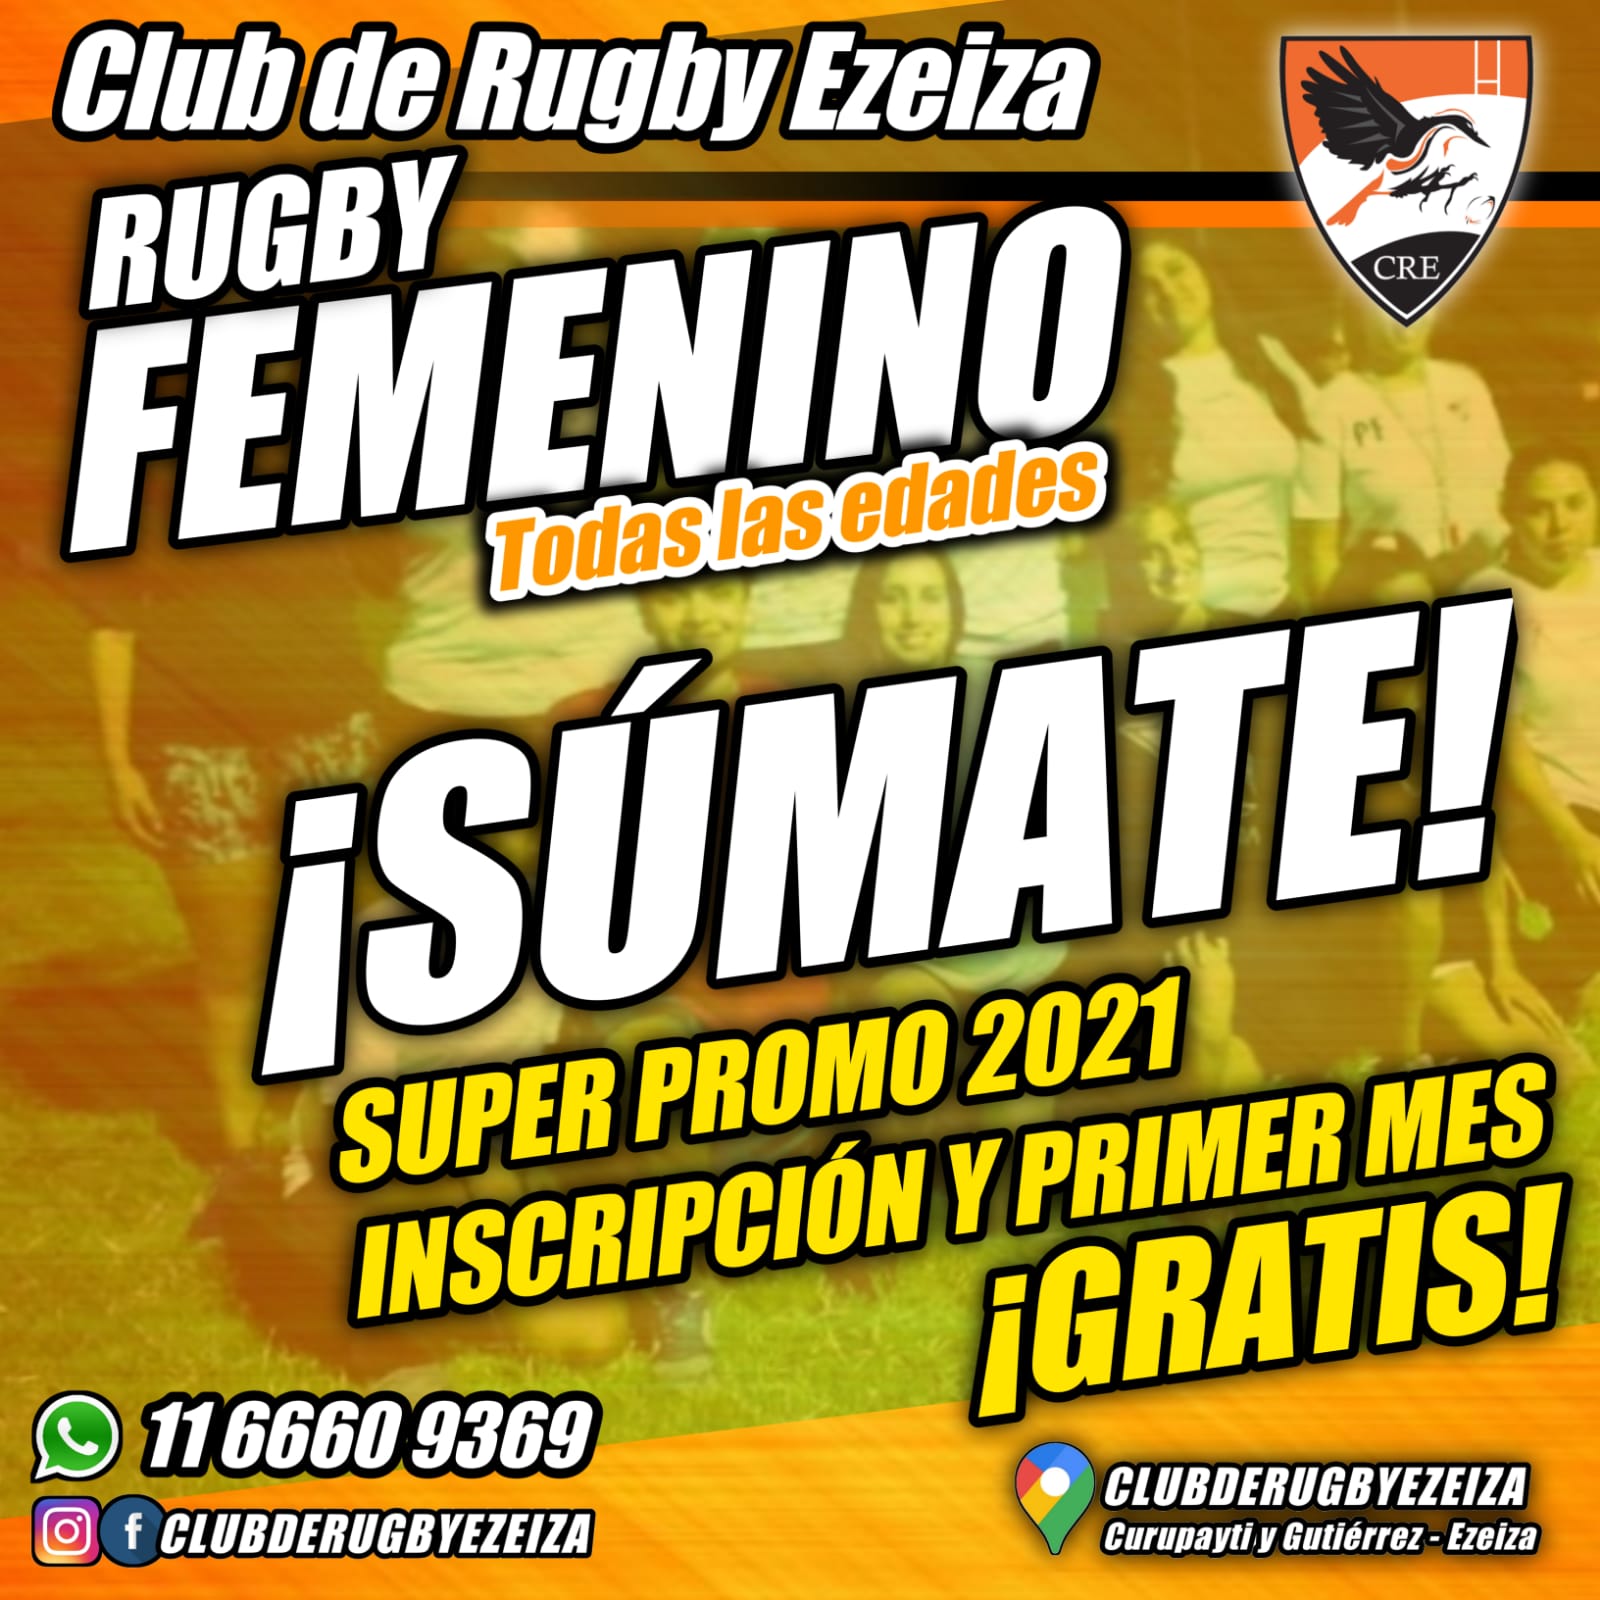 Club de Rugby Ezeiza
RUGBY
FEMENINO
Todas las edades
CRE
¡SÚMATE!
SUPER PROMO 2021
INSCRIPCIÓN Y PRIMER MES
¡GRATIS!
11 6660 9369
CLUBDERUGBYEZEIZA
CLUBDERUGBYEZEIZA
Curupayti y Gutiérrez - Ezeiza